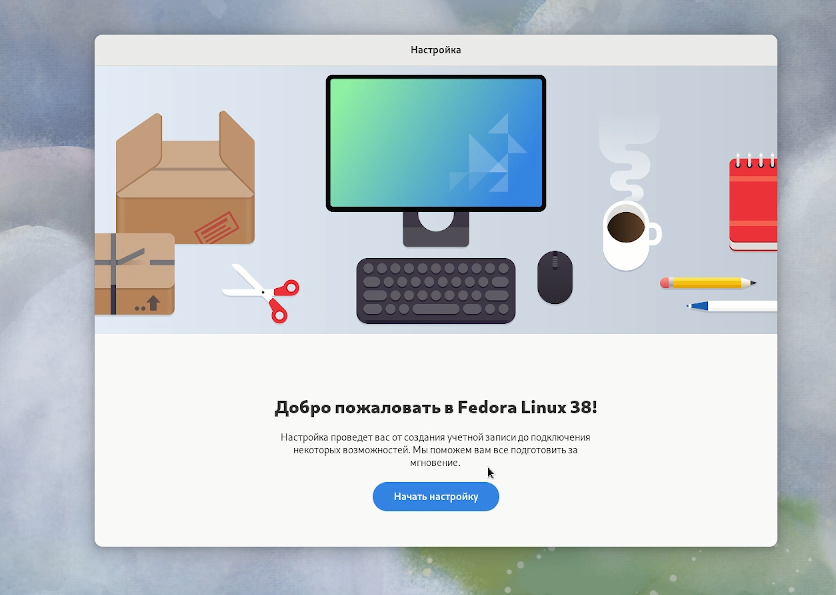 Настройка
Добро пожаловать в Fedora Linux 38!
Настройка проведет вас от создания учетной записи до подключения
некоторых возможностей. Мы поможем вам все подготовить за
мгновение.
Начать настройку